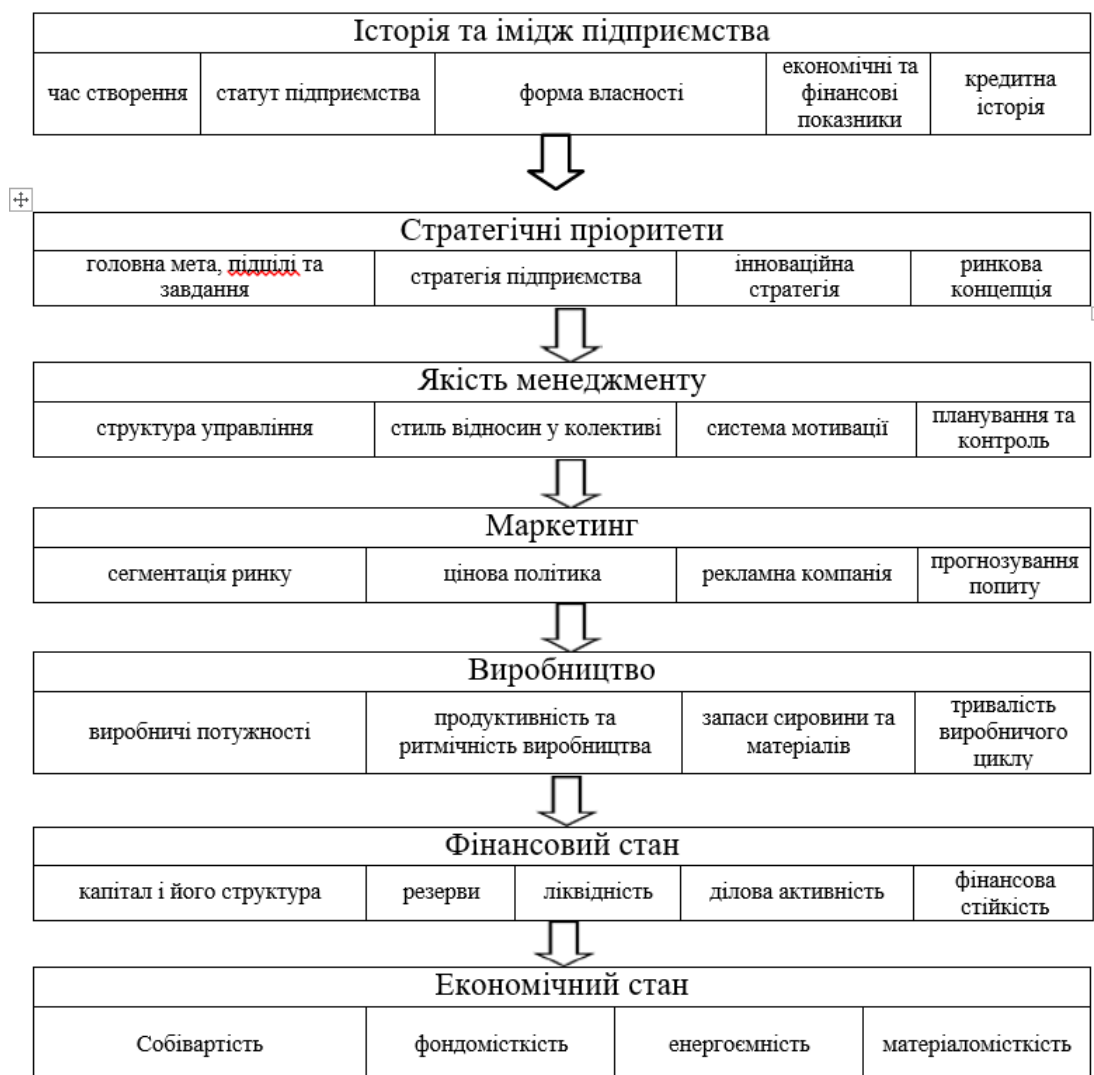 Історія та імідж підприємства
час створення
статут підприємства
форма власності
економічні та
фінансові
показники
кредитна
історія
Стратегічні пріоритети
головна мета, підцілі та
завдання
стратегія підприємства
інноваційна
стратегія
ринкова
концепція
Якість менеджменту
структура управління
стиль відносин у колективі
система мотивації
планування та
контроль
Маркетинг
сегментація ринку
цінова політика
рекламна компанія
прогнозування
попиту
Виробництво
виробничі потужності
продуктивність та
ритмічність виробництва
запаси сировини та
матеріалів
тривалість
виробничого
циклу
Фінансовий стан
капітал і його структура
резерви
ліквідність
ділова активність
фінансова
стійкість
Економічний стан
Собівартість
фондомісткість
енергоємність
матеріаломісткість